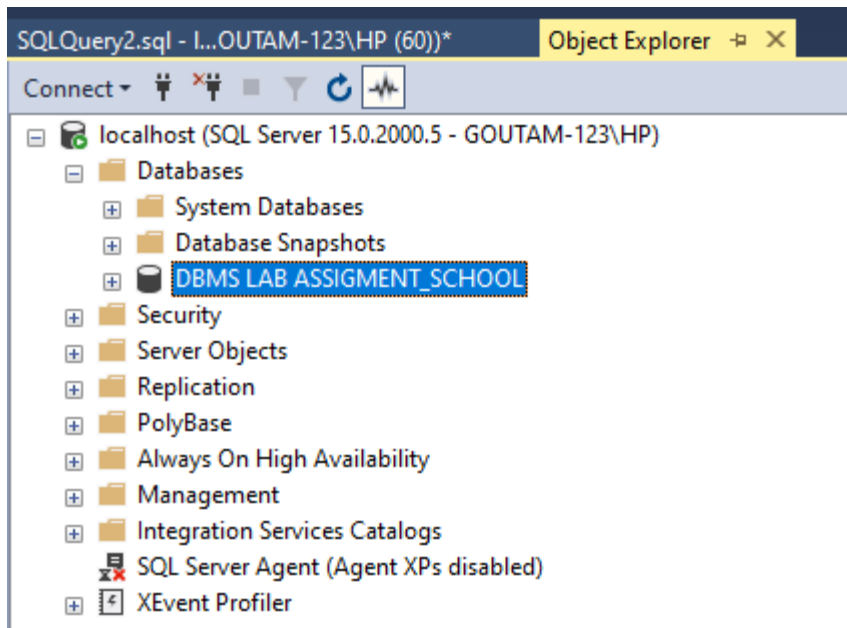 SQLQuery2.sql - I...OUTAM-123\HP (60))* Object Explorer
Connect
localhost (SQL Server 15.0.2000.5 - GOUTAM-123\HP)
Databases
System Databases
Database Snapshots
DBMS LAB ASSIGMENT_SCHOOL
Security
Server Objects
Replication
PolyBase
Always On High Availability
Management
Integration Services Catalogs
SQL Server Agent (Agent XPs disabled)
XEvent Profiler